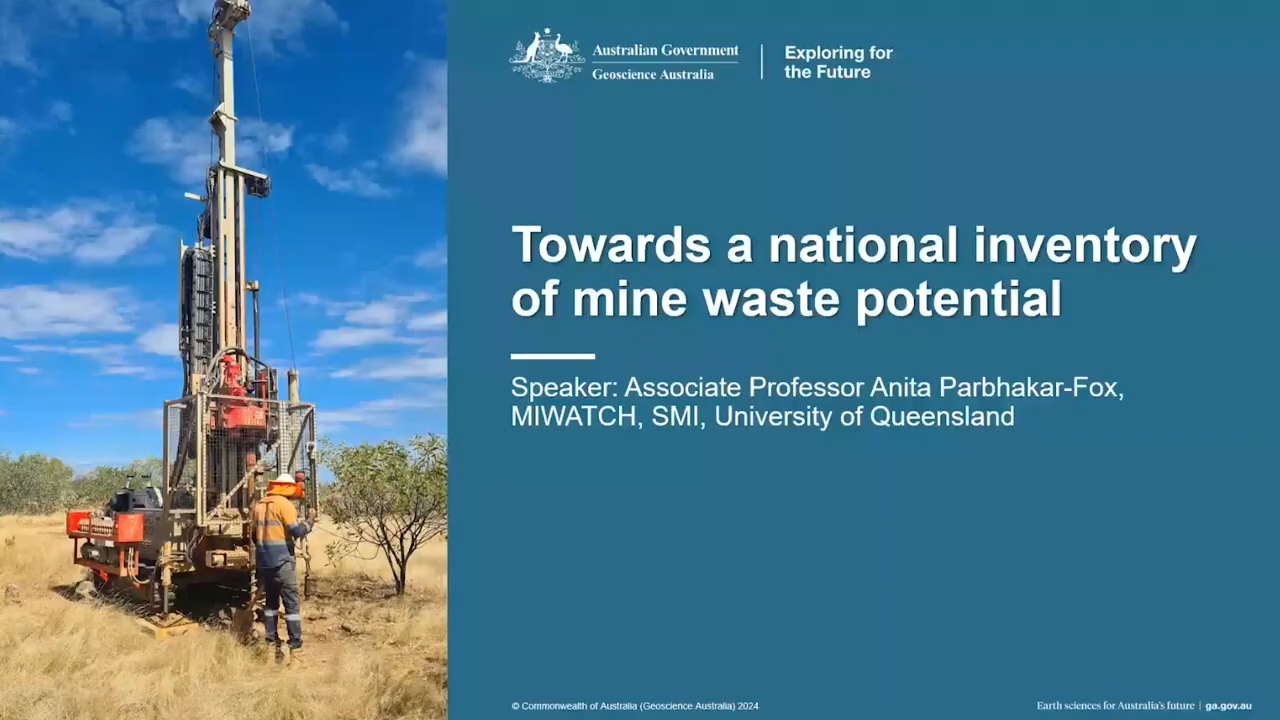 Australian Government
Geoscience Australia
Exploring for
the Future
Towards a national inventory
of mine waste potential
Speaker: Associate Professor Anita Parbhakar-Fox,
MIWATCH, SMI, University of Queensland
© Commonwealth of Australia (Geoscience Australia) 2024
Earth sciences for Australia's future | ga.gov.au